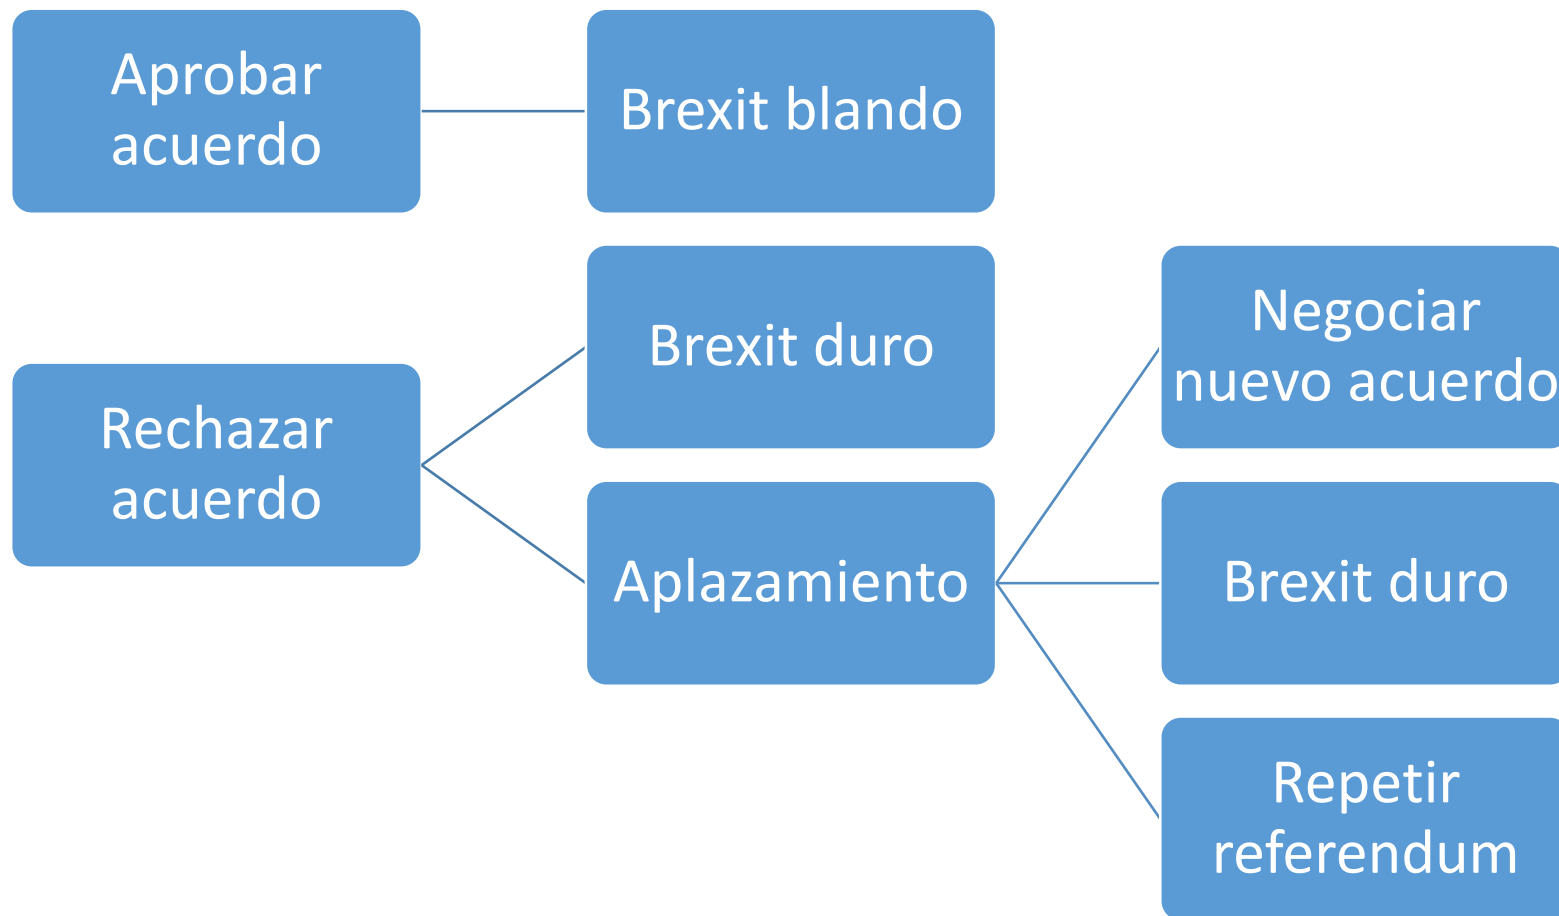 Aprobar
acuerdo
Brexit blando
Rechazar
acuerdo
Brexit duro
Aplazamiento
Negociar
nuevo acuerdo
Brexit duro
Repetir
referendum